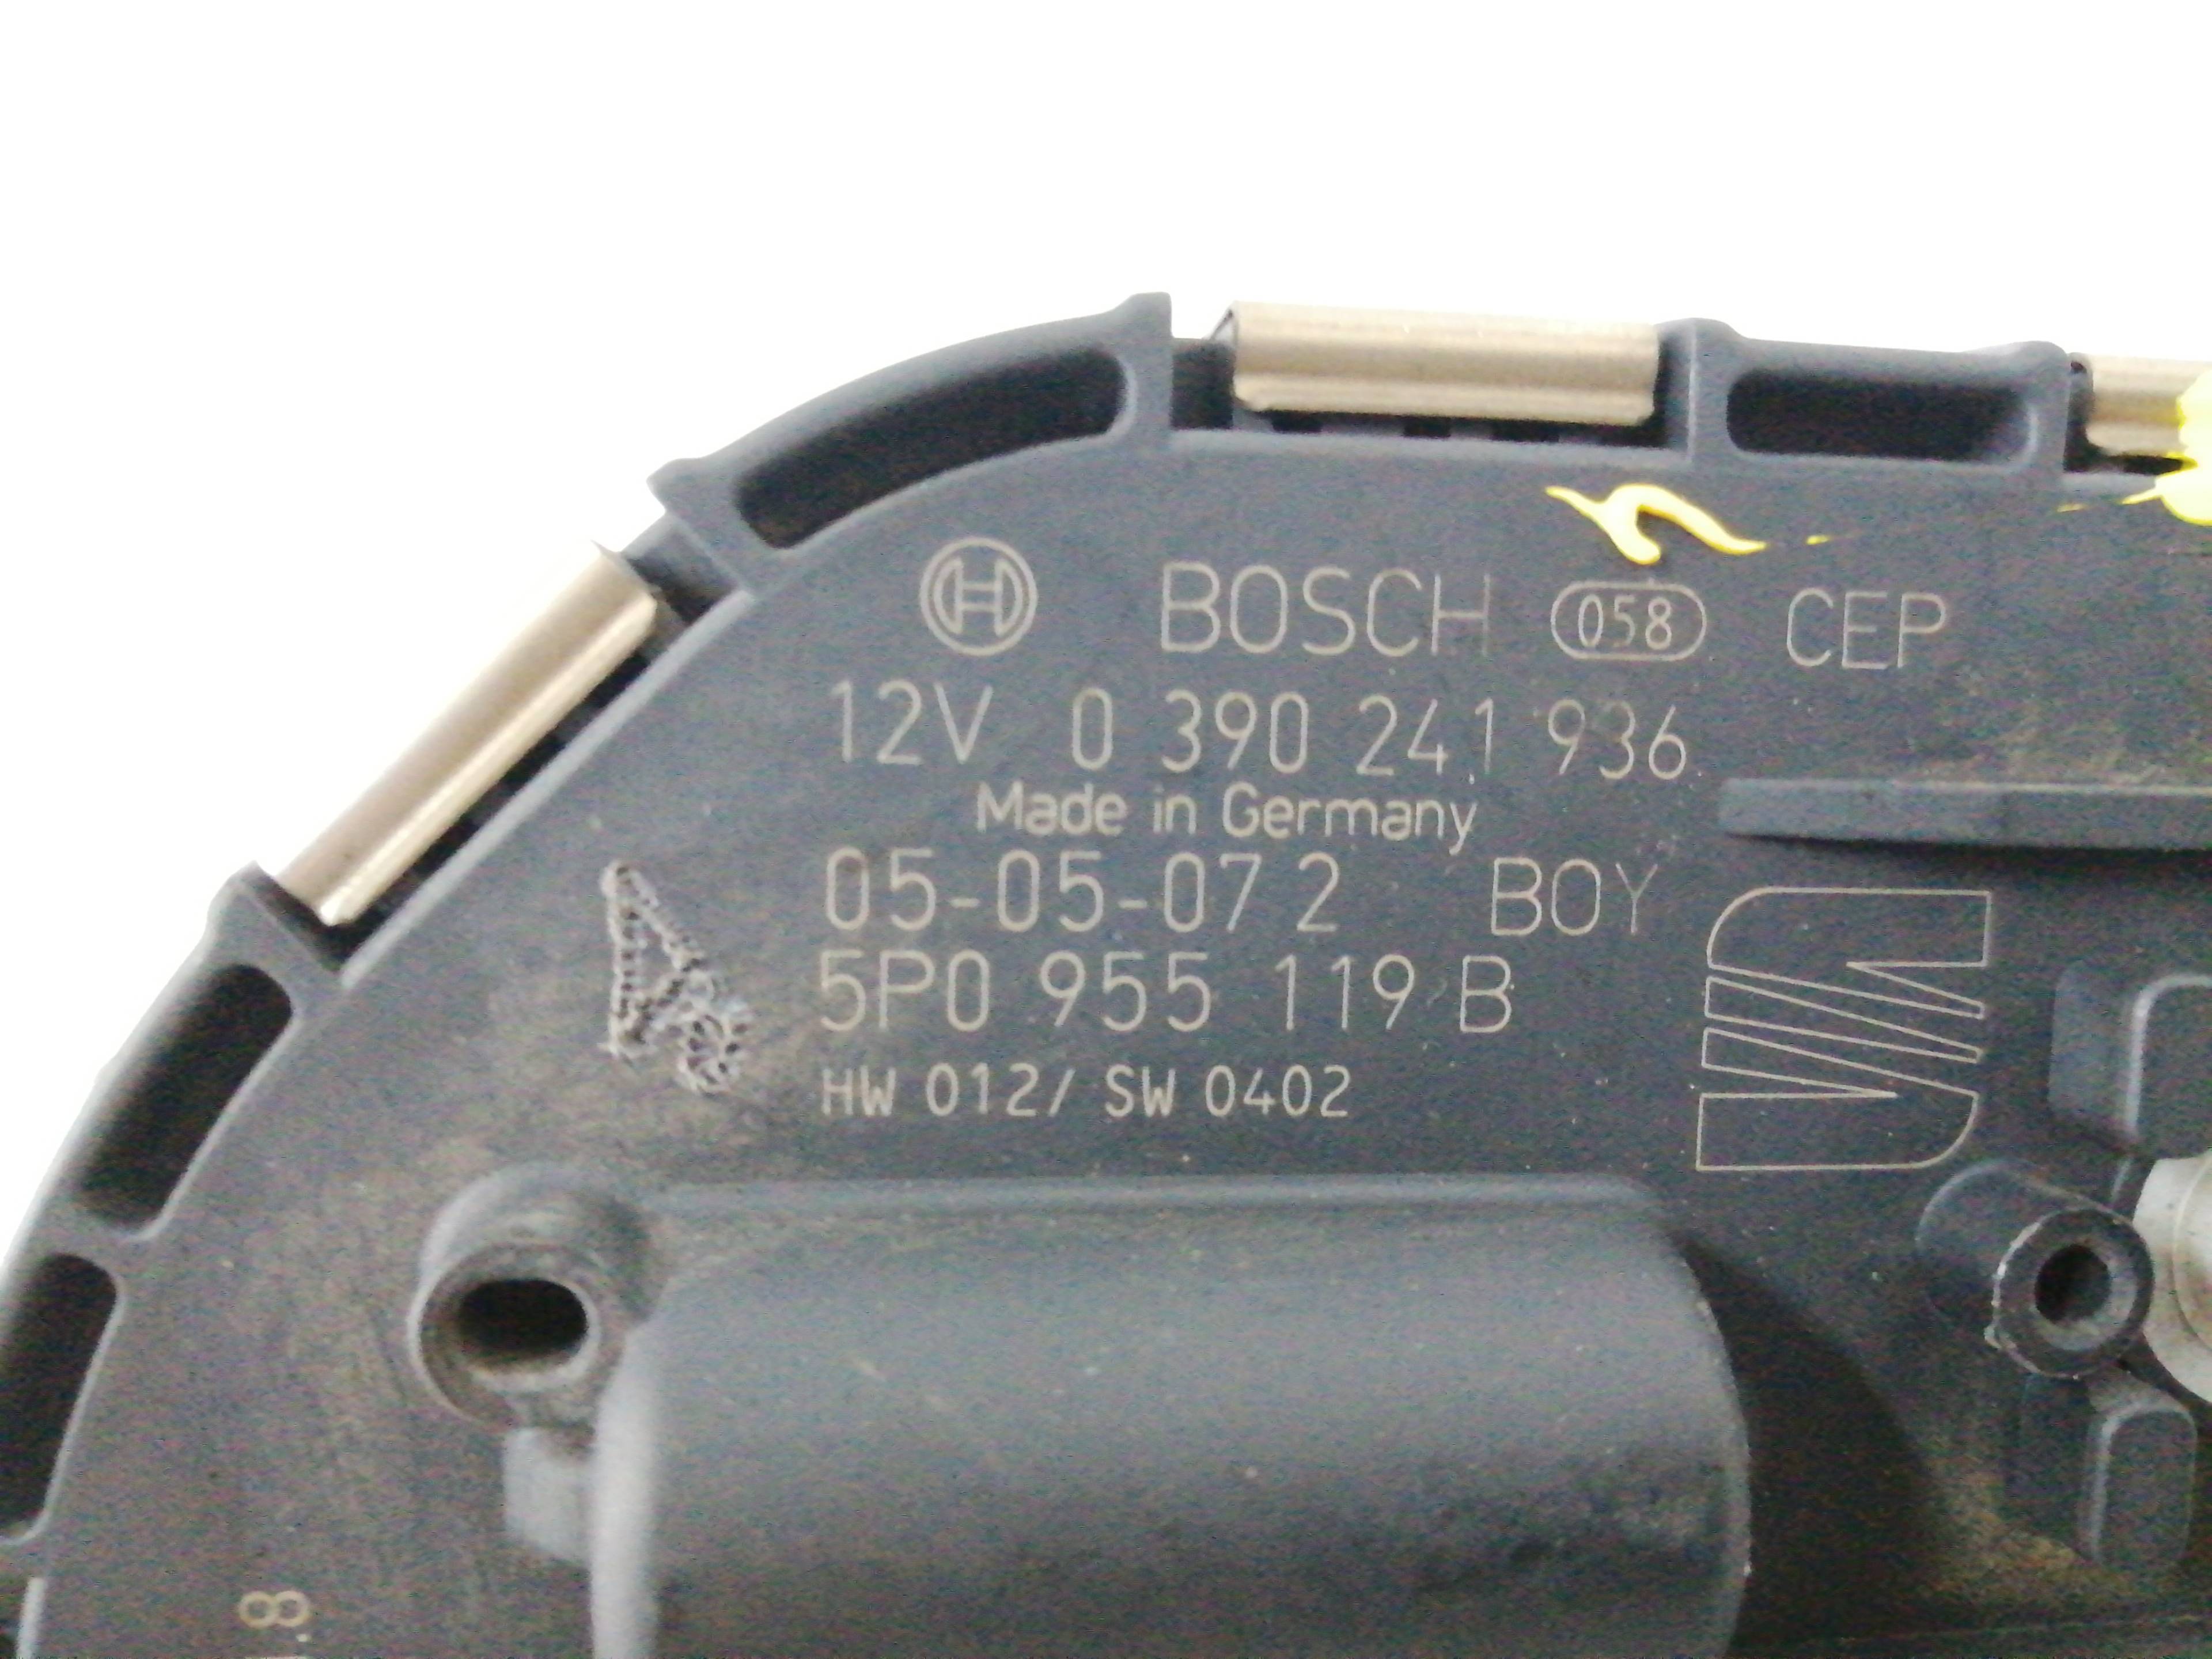 BOSCH 058 CEP
12V 0 390 241 936
Made in Germany
05-05-07 2 BOY
5P0 955 119 B
HW 012/ SW 0402
8